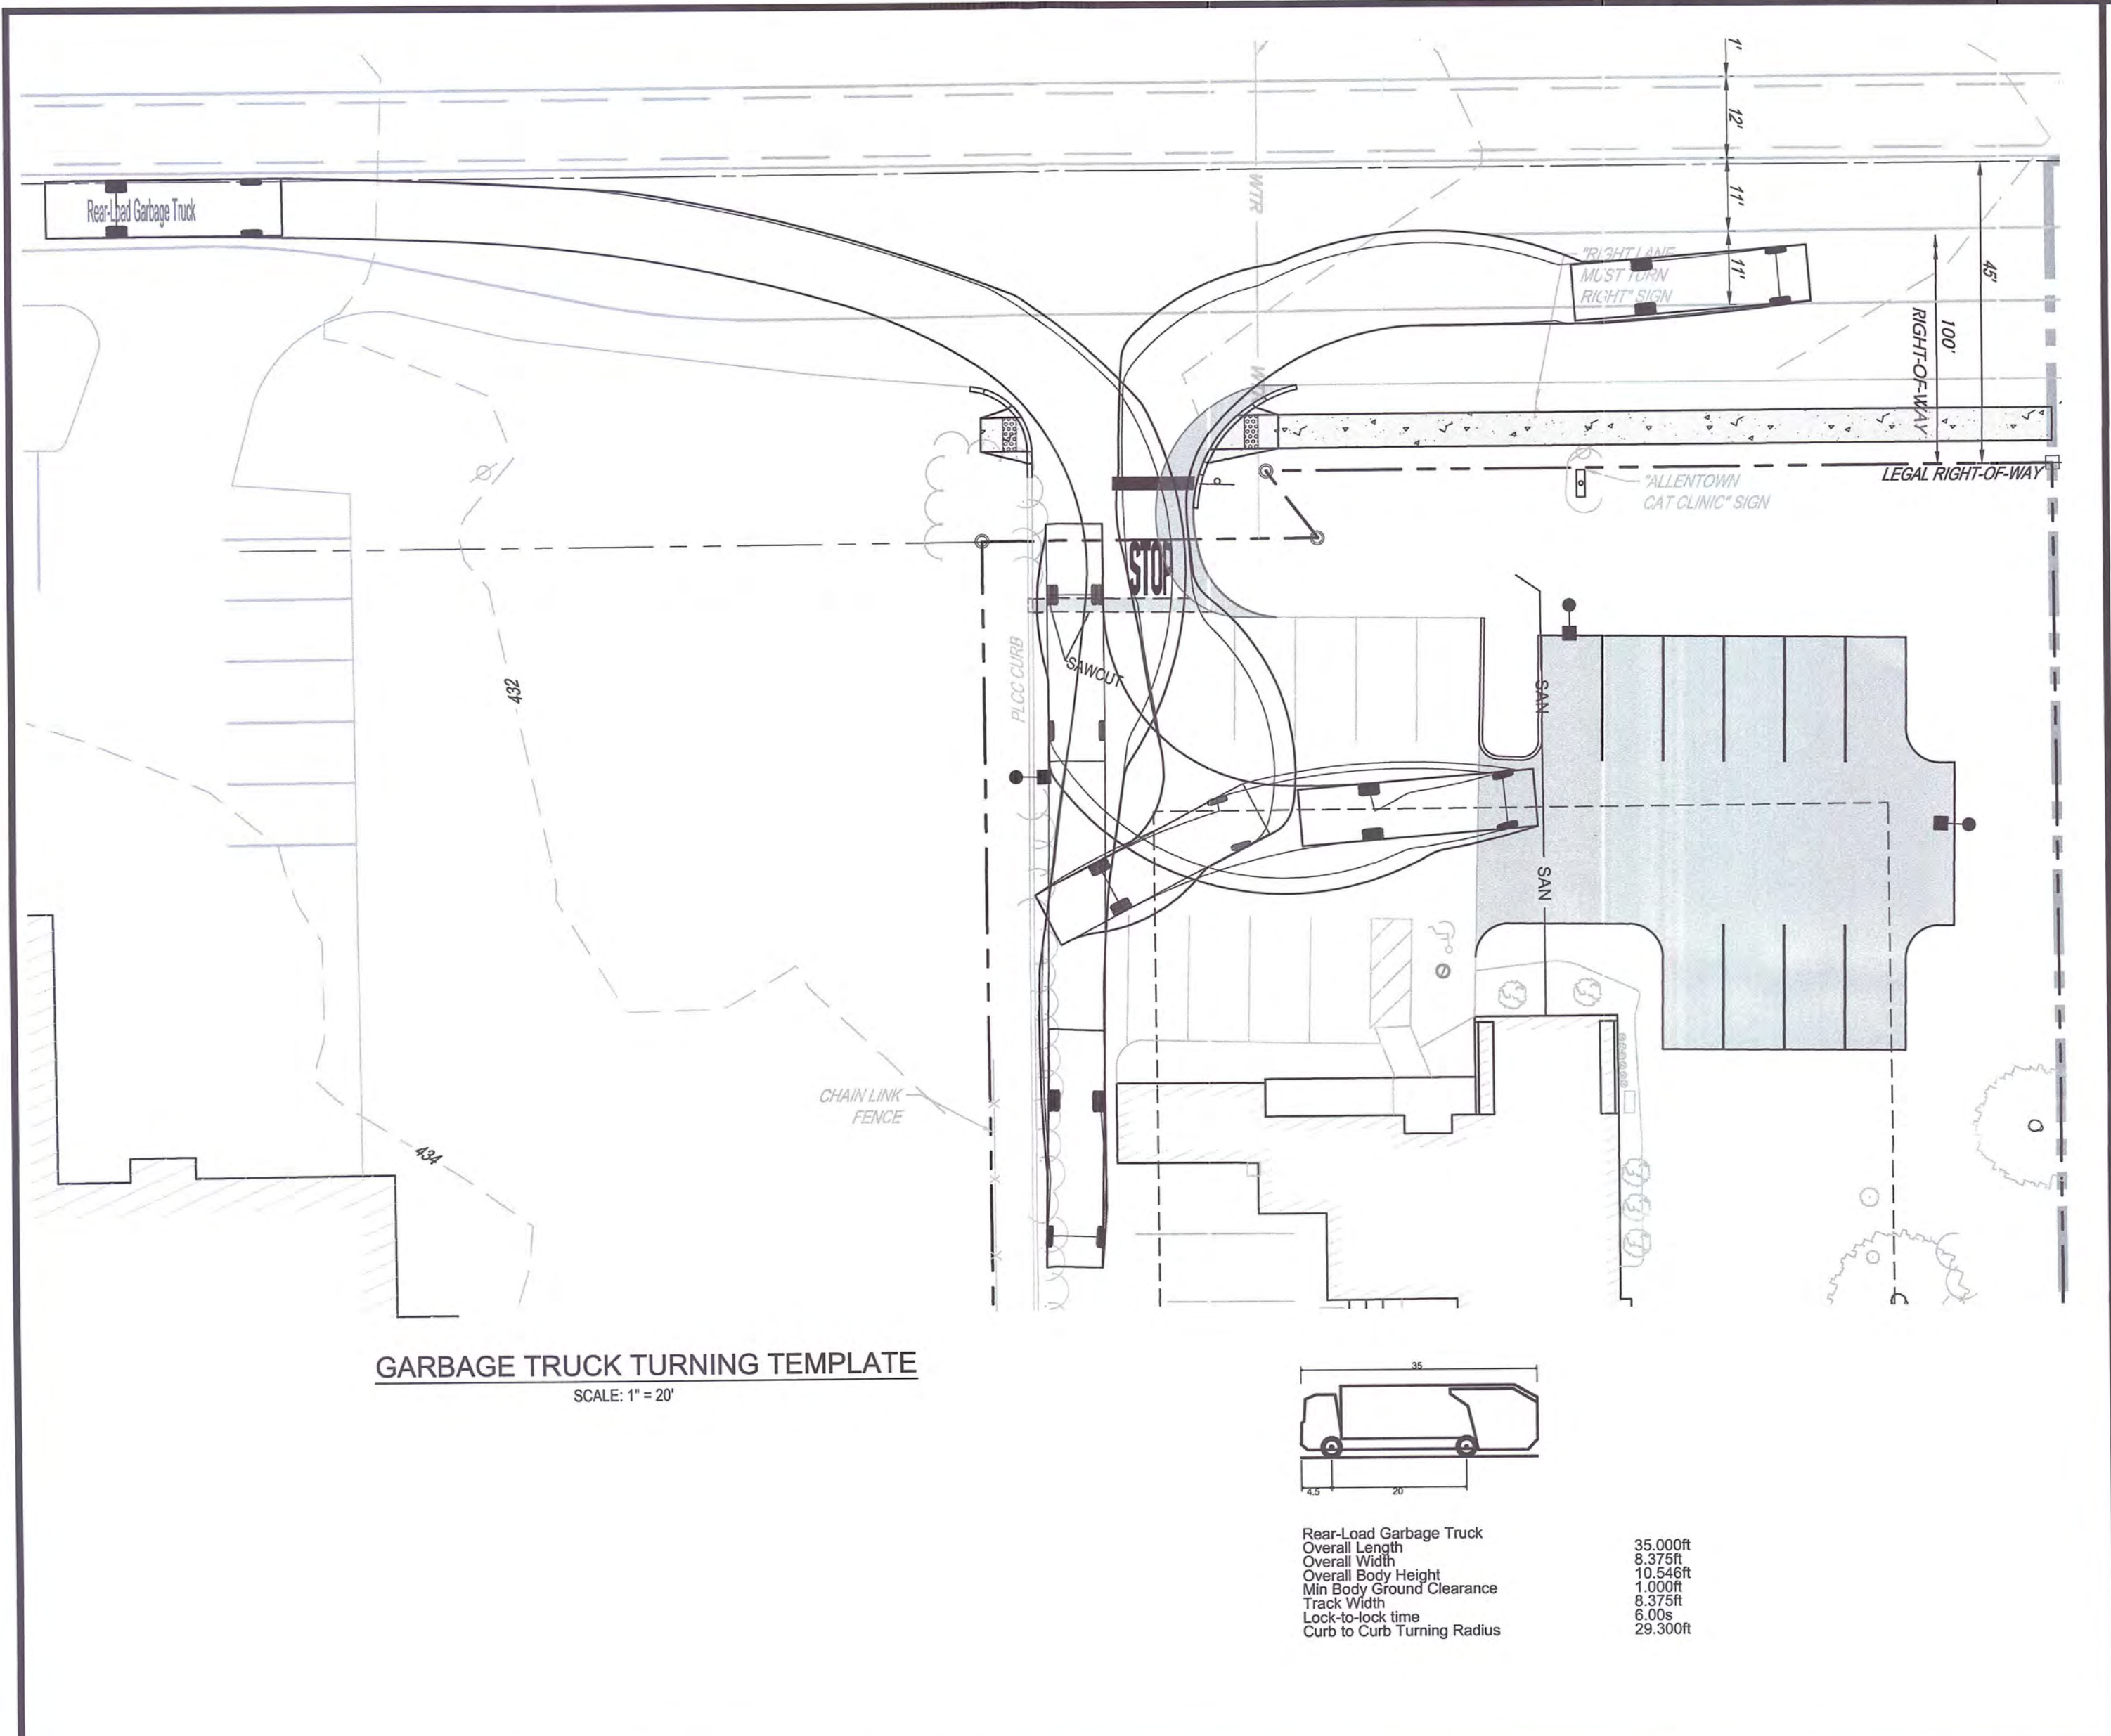 1'
12'
11'
11'
45'
100'
RIGHT-OF-WAY
WTR
Rear-Load Garbage Truck
"RIGHT LANE
MUST TURN
RIGHT" SIGN
LEGAL RIGHT-OF-WAY
"ALLENTOWN
CAT CLINIC" SIGN
STOP
SAWCUT
PLCC CURB
432
SAN
SAN
CHAIN LINK
FENCE
434
GARBAGE TRUCK TURNING TEMPLATE
SCALE: 1" = 20'
35
4.5
20
Rear-Load Garbage Truck
Overall Length 35.000ft
Overall Width 8.375ft
Overall Body Height 10.546ft
Min Body Ground Clearance 1.000ft
Track Width 8.375ft
Lock-to-lock time 6.00s
Curb to Curb Turning Radius 29.300ft